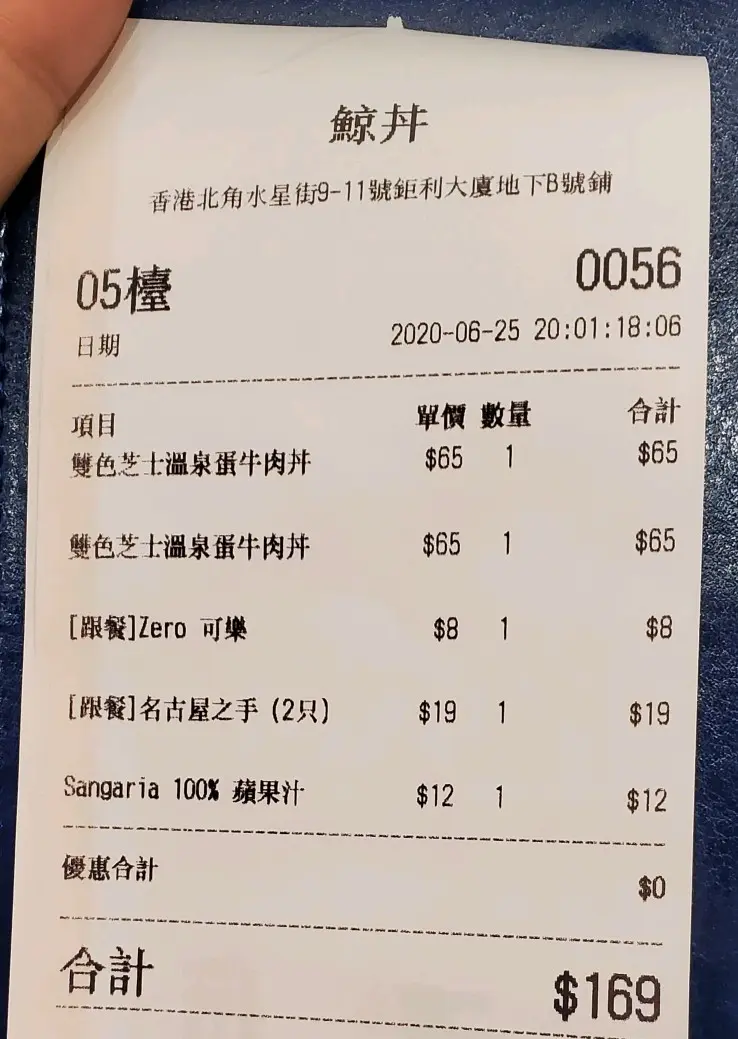 鯨丼
香港北角水星街9-11號鉅利大廈地下B號鋪
05檯 0056
日期 2020-06-25 20:01:18:06
項目 單價 數量 合計
雙色芝士溫泉蛋牛肉丼 $65 1 $65
雙色芝士溫泉蛋牛肉丼 $65 1 $65
[跟餐]Zero 可樂 $8 1 $8
[跟餐]名古屋之手 (2只) $19 1 $19
Sangaria 100% 蘋果汁 $12 1 $12
優惠合計 $0
合計 $169